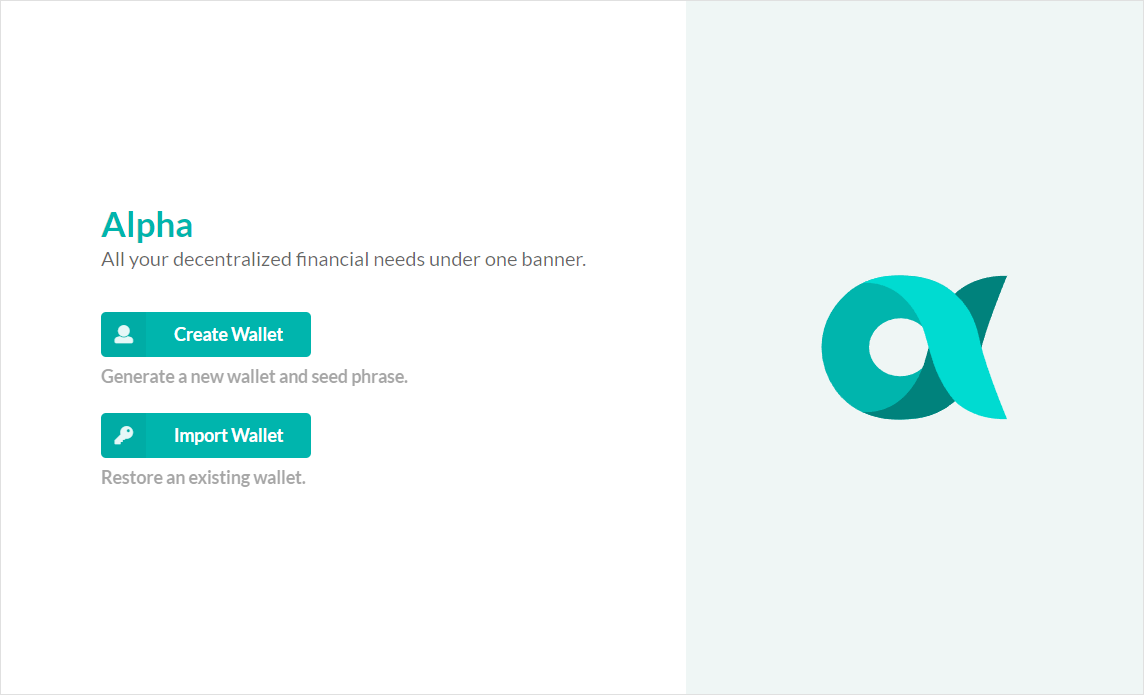 Alpha
All your decentralized financial needs under one banner.
Create Wallet
Generate a new wallet and seed phrase.
Import Wallet
Restore an existing wallet.